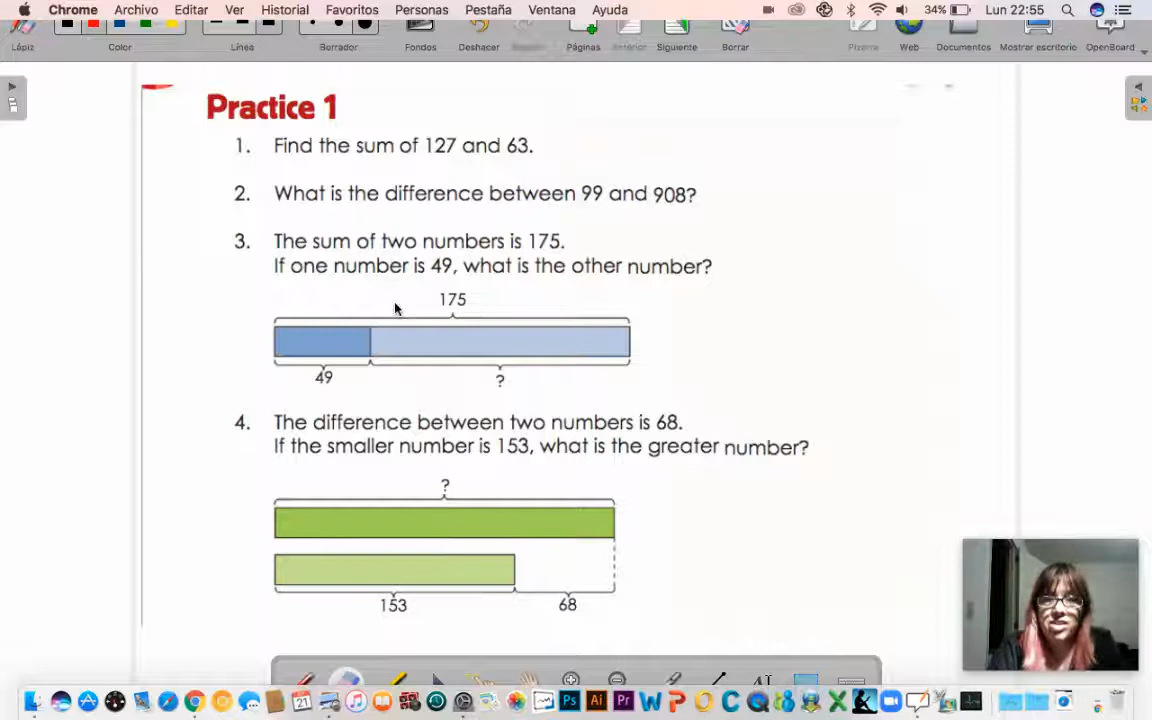 Chrome Archivo Editar Ver Historial Favoritos Personas Pestaña Ventana Ayuda 34% Lun 22:55
Lápiz Color Línea Borrador Fondos Deshacer Páginas Anterior Siguiente Borrar Pizarra Web Documentos Mostrar escritorio OpenBoard
Practice 1
1. Find the sum of 127 and 63.
2. What is the difference between 99 and 908?
3. The sum of two numbers is 175.
If one number is 49, what is the other number?
175
49 ?
4. The difference between two numbers is 68.
If the smaller number is 153, what is the greater number?
?
153 68
21 Ps Ai Pr W P O C Q X